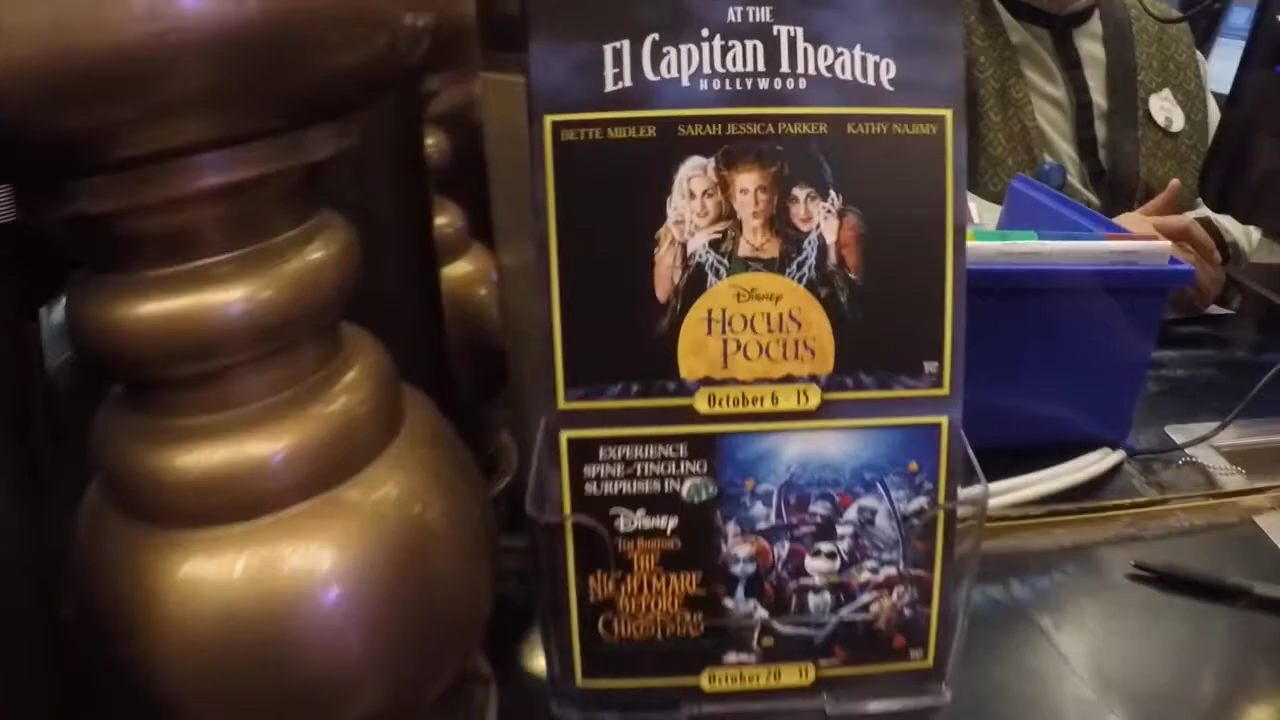 AT THE
El Capitan Theatre
HOLLYWOOD
BETTE MIDLER SARAH JESSICA PARKER KATHY NAJIMY
Disney
HOCUS
POCUS
October 6 - 15
EXPERIENCE
SPINE-TINGLING
SURPRISES IN
Disney
TIM BURTON'S
THE
NIGHTMARE
BEFORE
CHRISTMAS
October 20 - 31